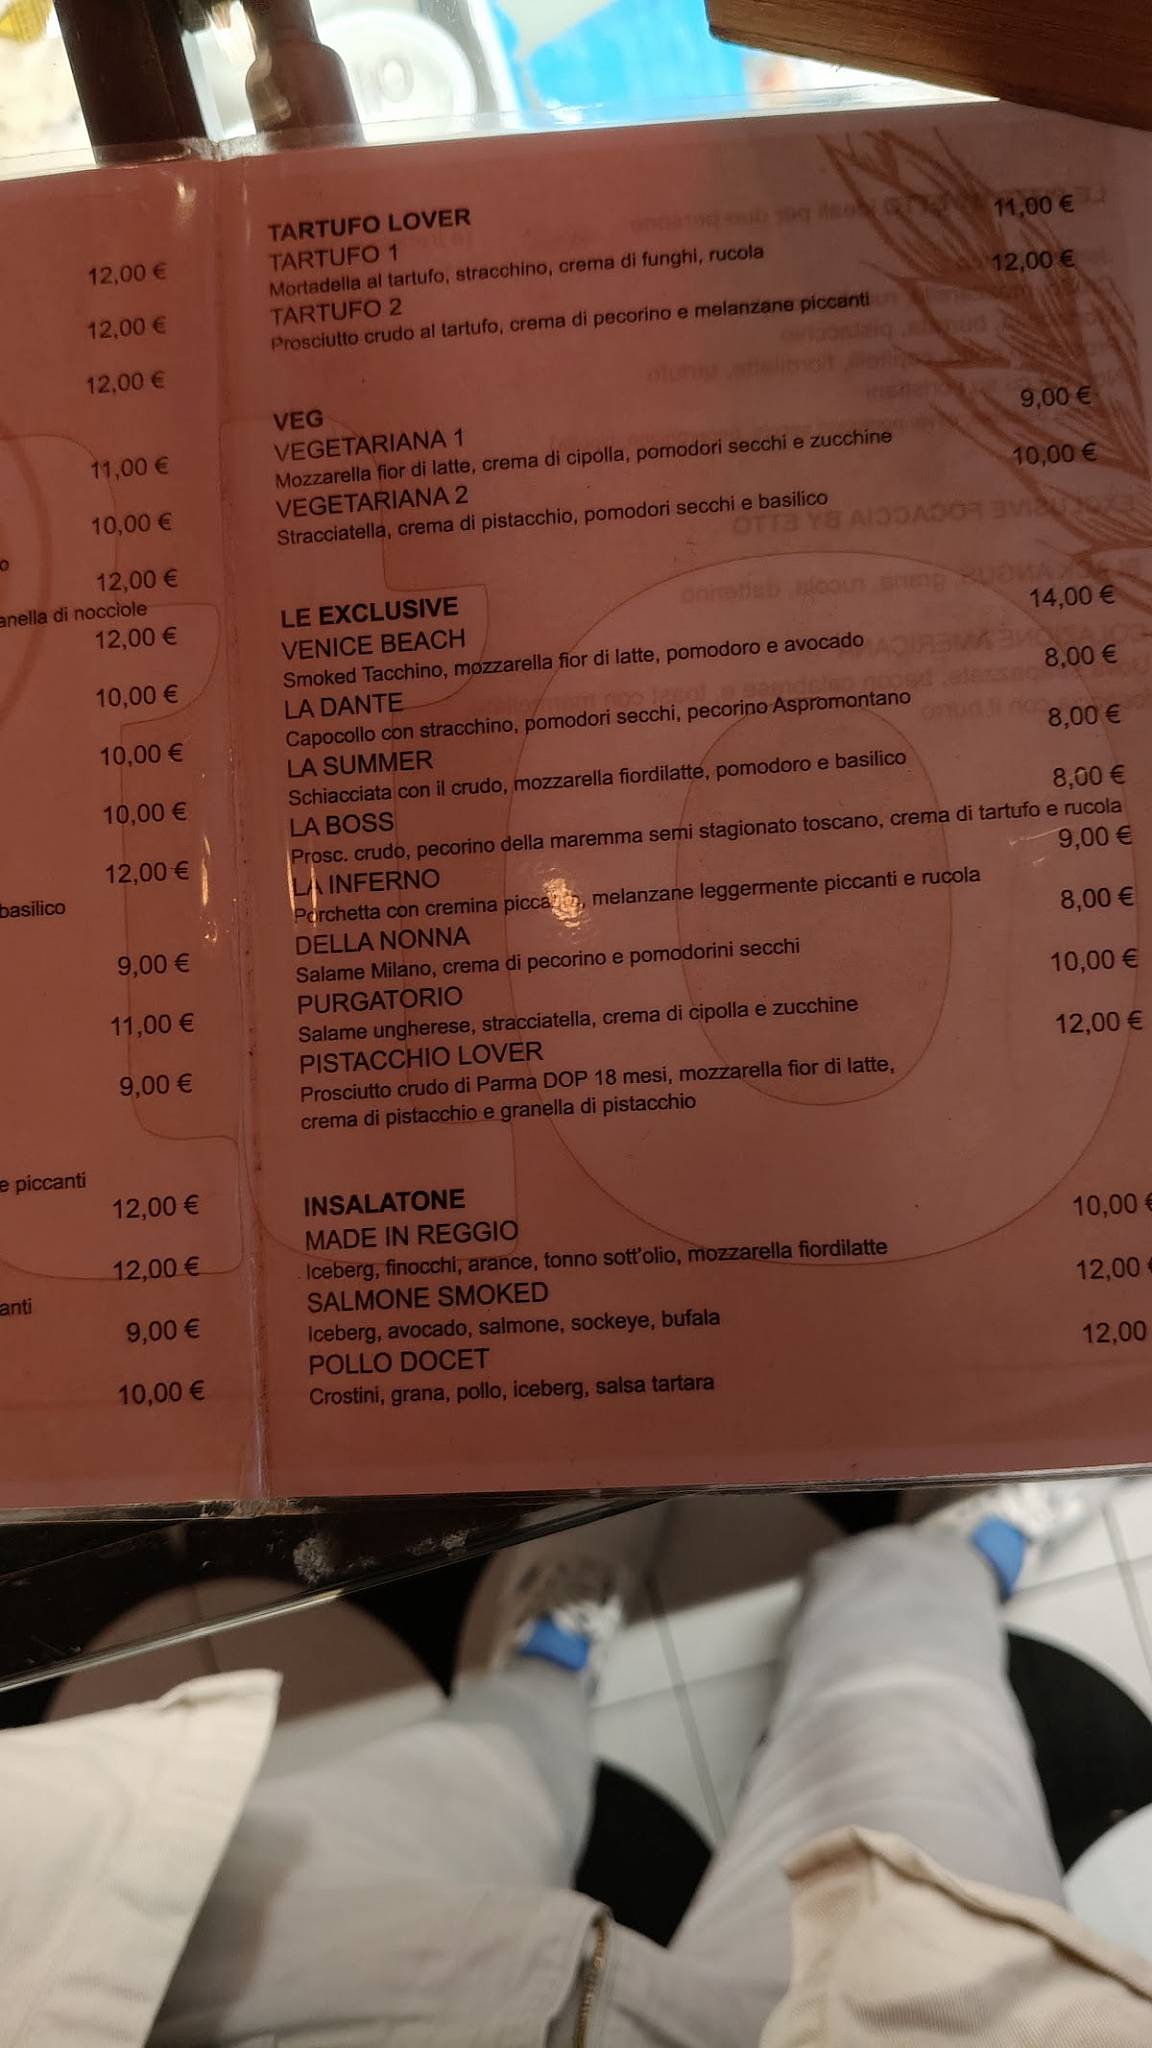 12,00 €
12,00 €
12,00 €
11,00 €
10,00 €
o
12,00 €
anella di nocciole
12,00 €
10,00 €
10,00 €
10,00 €
12,00 €
basilico
9,00 €
11,00 €
9,00 €
e piccanti
12,00 €
12,00 €
anti
9,00 €
10,00 €
TARTUFO LOVER
TARTUFO 1 11,00 €
Mortadella al tartufo, stracchino, crema di funghi, rucola
TARTUFO 2 12,00 €
Prosciutto crudo al tartufo, crema di pecorino e melanzane piccanti
VEG
VEGETARIANA 1 9,00 €
Mozzarella fior di latte, crema di cipolla, pomodori secchi e zucchine
VEGETARIANA 2 10,00 €
Stracciatella, crema di pistacchio, pomodori secchi e basilico
LE EXCLUSIVE
VENICE BEACH 14,00 €
Smoked Tacchino, mozzarella fior di latte, pomodoro e avocado
LA DANTE 8,00 €
Capocollo con stracchino, pomodori secchi, pecorino Aspromontano
LA SUMMER 8,00 €
Schiacciata con il crudo, mozzarella fiordilatte, pomodoro e basilico
LA BOSS 8,00 €
Prosc. crudo, pecorino della maremma semi stagionato toscano, crema di tartufo e rucola
LA INFERNO 9,00 €
Porchetta con cremina melanzane leggermente piccanti e rucola
DELLA NONNA 8,00 €
Salame Milano, crema di pecorino e pomodorini secchi
PURGATORIO 10,00 €
Salame ungherese, stracciatella, crema di cipolla e zucchine
PISTACCHIO LOVER 12,00 €
Prosciutto crudo di Parma DOP 18 mesi, mozzarella fior di latte,
crema di pistacchio e granella di pistacchio
INSALATONE
MADE IN REGGIO 10,00 €
Iceberg, finocchi, arance, tonno sott'olio, mozzarella fiordilatte
SALMONE SMOKED 12,00 €
Iceberg, avocado, salmone, sockeye, bufala
POLLO DOCET 12,00
Crostini, grana, pollo, iceberg, salsa tartara